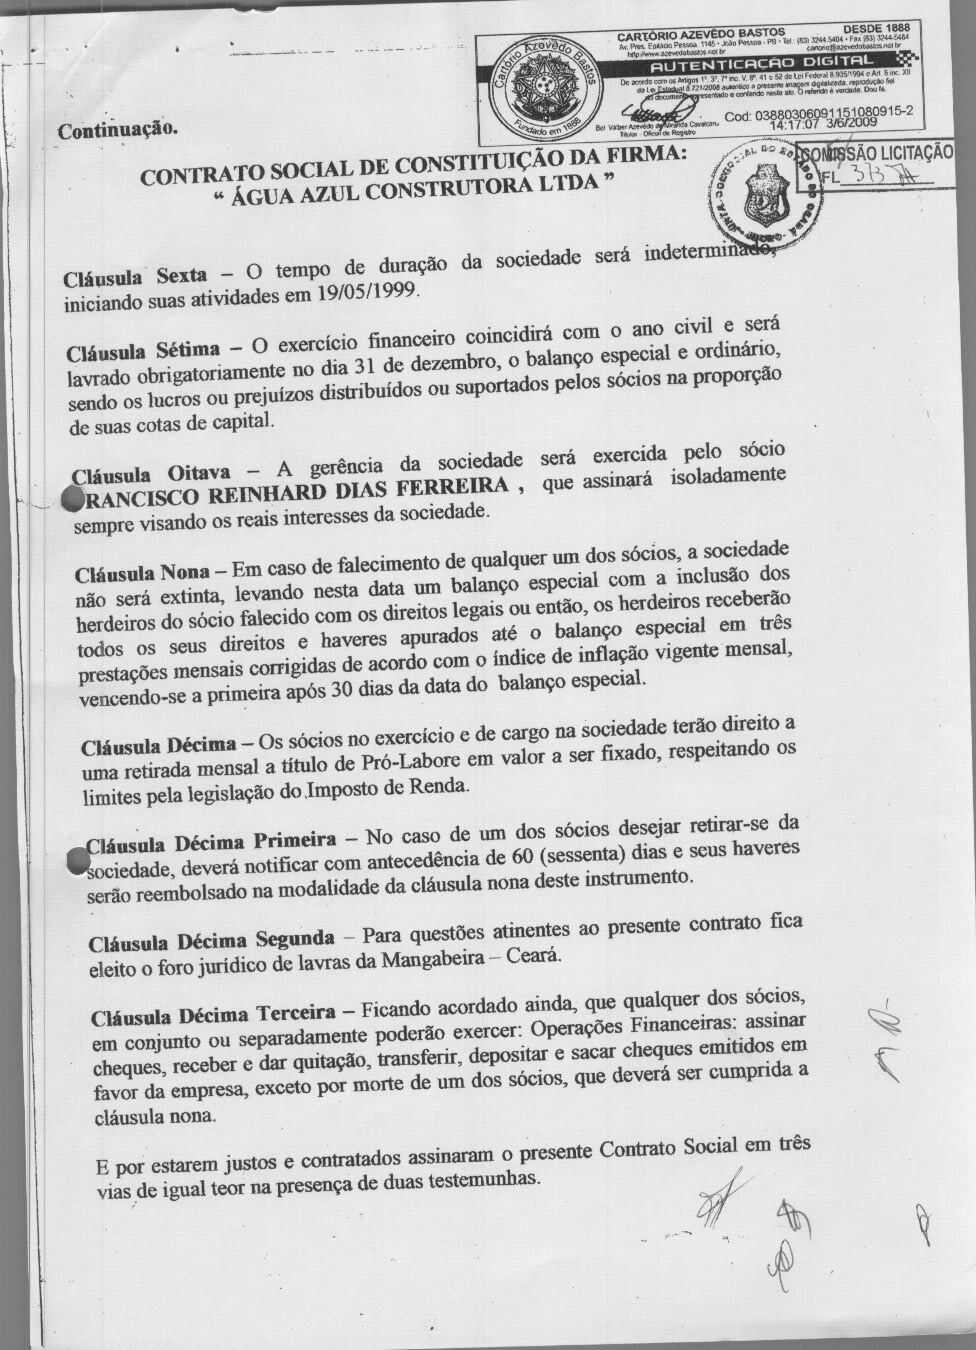 CARTÓRIO AZEVÊDO BASTOS DESDE 1888
Av. Pres. Epitácio Pessoa, 1145 • João Pessoa - PB • Tel.: (83) 3244.5404 • Fax (83) 3244-5484
http://www.azevedobastos.not.br cartorio@azevedobastos.not.br
AUTENTICAÇÃO DIGITAL
De acordo com os Artigos 1º, 3º, 7º inc. V, 8º, 41 e 52 da Lei Federal 8.935/1994 e Art. 6 inc. XII
da Lei Estadual 8.721/2008 autentico a presente imagem digitalizada, reprodução fiel
do documento apresentado e conferido neste ato. O referido é verdade. Dou fé.
Cartório Azevêdo Bastos
Fundado em 1888
Bel. Válber Azevêdo de Miranda Cavalcanti
Titular - Oficial de Registro
Cod: 03880306091151080915-2
14:17:07 3/6/2009
Continuação.
COMISSÃO LICITAÇÃO
FL
CONTRATO SOCIAL DE CONSTITUIÇÃO DA FIRMA:
“ ÁGUA AZUL CONSTRUTORA LTDA ”
Cláusula Sexta – O tempo de duração da sociedade será indeterminado,
iniciando suas atividades em 19/05/1999.
Cláusula Sétima – O exercício financeiro coincidirá com o ano civil e será
lavrado obrigatoriamente no dia 31 de dezembro, o balanço especial e ordinário,
sendo os lucros ou prejuízos distribuídos ou suportados pelos sócios na proporção
de suas cotas de capital.
Cláusula Oitava – A gerência da sociedade será exercida pelo sócio
RANCISCO REINHARD DIAS FERREIRA , que assinará isoladamente
sempre visando os reais interesses da sociedade.
Cláusula Nona – Em caso de falecimento de qualquer um dos sócios, a sociedade
não será extinta, levando nesta data um balanço especial com a inclusão dos
herdeiros do sócio falecido com os direitos legais ou então, os herdeiros receberão
todos os seus direitos e haveres apurados até o balanço especial em três
prestações mensais corrigidas de acordo com o índice de inflação vigente mensal,
vencendo-se a primeira após 30 dias da data do balanço especial.
Cláusula Décima – Os sócios no exercício e de cargo na sociedade terão direito a
uma retirada mensal a título de Pró-Labore em valor a ser fixado, respeitando os
limites pela legislação do Imposto de Renda.
Cláusula Décima Primeira – No caso de um dos sócios desejar retirar-se da
sociedade, deverá notificar com antecedência de 60 (sessenta) dias e seus haveres
serão reembolsado na modalidade da cláusula nona deste instrumento.
Cláusula Décima Segunda – Para questões atinentes ao presente contrato fica
eleito o foro jurídico de lavras da Mangabeira – Ceará.
Cláusula Décima Terceira – Ficando acordado ainda, que qualquer dos sócios,
em conjunto ou separadamente poderão exercer: Operações Financeiras: assinar
cheques, receber e dar quitação, transferir, depositar e sacar cheques emitidos em
favor da empresa, exceto por morte de um dos sócios, que deverá ser cumprida a
cláusula nona.
E por estarem justos e contratados assinaram o presente Contrato Social em três
vias de igual teor na presença de duas testemunhas.